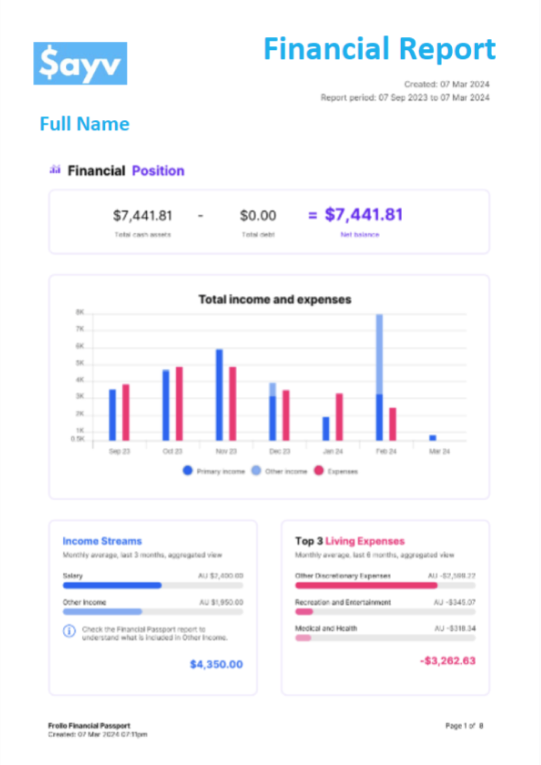 $ayv
Financial Report
Created: 07 Mar 2024
Report period: 07 Sep 2023 to 07 Mar 2024
Full Name
Financial Position
$7,441.81 - $0.00 = $7,441.81
Total cash assets Total debt Net balance
Total income and expenses
8K
7K
6K
5K
4K
3K
2K
1K
0.5K
Sep 23 Oct 23 Nov 23 Dec 23 Jan 24 Feb 24 Mar 24
Primary income Other income Expenses
Income Streams
Monthly average, last 3 months, aggregated view
Salary AU $2,400.00
Other Income AU $1,950.00
Check the Financial Passport report to
understand what is included in Other Income.
$4,350.00
Top 3 Living Expenses
Monthly average, last 6 months, aggregated view
Other Discretionary Expenses AU
Recreation and Entertainment AU -$345.07
Medical and Health AU -$318.34
-$3,262.63
Frollo Financial Passport
Created: 07 Mar 2024 07:11pm
Page 1 of 8